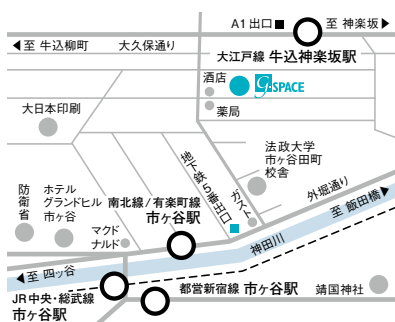 A1出口■
至 神楽坂▶
◀至 牛込柳町
大久保通り
大江戸線 牛込神楽坂駅
酒店
G-SPACE
薬局
大日本印刷
地下鉄5番出口
ガスト
法政大学
市ヶ谷田町
校舎
外堀通り
至 飯田橋
防衛省
ホテル
グランドヒル
市ヶ谷
南北線/有楽町線
市ヶ谷駅
マクド
ナルド
神田川
至 四ッ谷
JR中央・総武線
市ヶ谷駅
都営新宿線 市ヶ谷駅
靖国神社